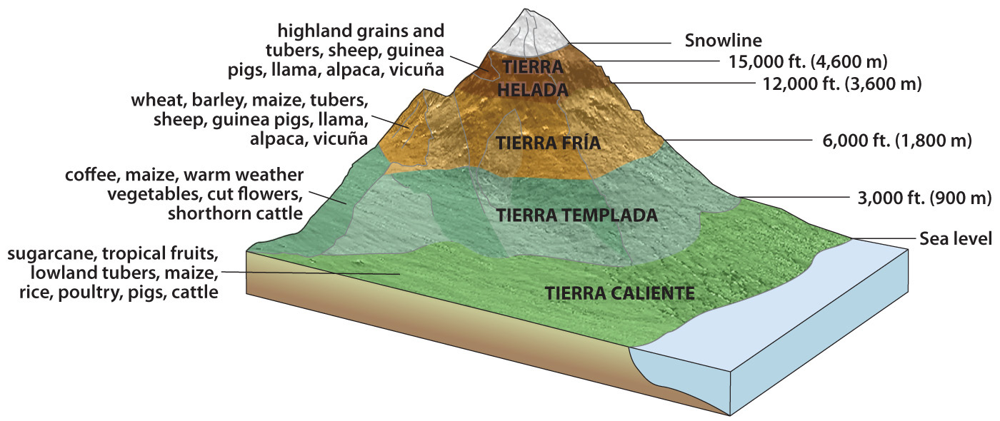 highland grains and
tubers, sheep, guinea
pigs, llama, alpaca, vicuña
Snowline
15,000 ft. (4,600 m)
TIERRA
HELADA
12,000 ft. (3,600 m)
wheat, barley, maize, tubers,
sheep, guinea pigs, llama,
alpaca, vicuña
TIERRA FRÍA
6,000 ft. (1,800 m)
coffee, maize, warm weather
vegetables, cut flowers,
shorthorn cattle
TIERRA TEMPLADA
3,000 ft. (900 m)
Sea level
sugarcane, tropical fruits,
lowland tubers, maize,
rice, poultry, pigs, cattle
TIERRA CALIENTE